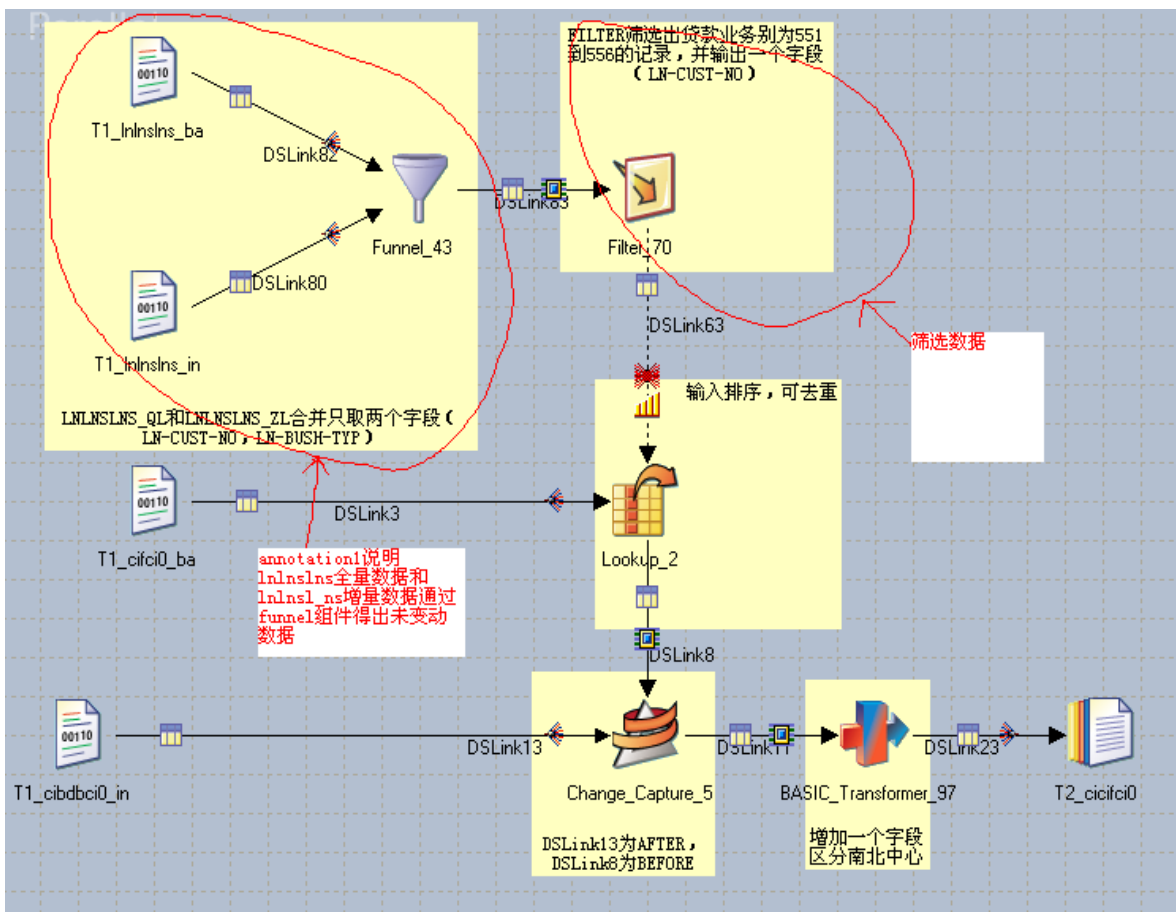 Parallel
FILTER筛选出贷款业务别为551
到556的记录，并输出一个字段
（LN-CUST-NO）
T1_lnlnslns_ba
DSLink82
DSLink83
Funnel_43
Filter_70
DSLink80
DSLink63
筛选数据
T1_lnlnslns_in
输入排序，可去重
LNLNSLNS_QL和LNLNSLNS_ZL合并只取两个字段（
LN-CUST-NO，LN-BUSH-TYP）
DSLink3
T1_cifci0_ba
Lookup_2
annotation1说明
lnlnslns全量数据和
lnlnsl_ns增量数据通过
funnel组件得出未变动
数据
DSLink8
DSLink13
DSLink11
DSLink23
T1_cibdbci0_in
Change_Capture_5
BASIC_Transformer_97
T2_cicifci0
DSLink13为AFTER，
DSLink8为BEFORE
增加一个字段
区分南北中心